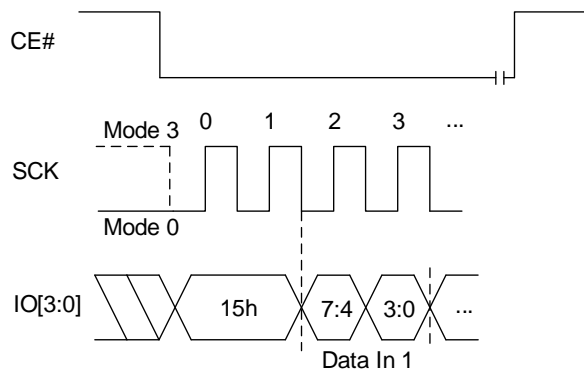 CE#
0 1 2 3 ...
Mode 3
SCK
Mode 0
IO[3:0] 15h 7:4 3:0 ...
Data In 1